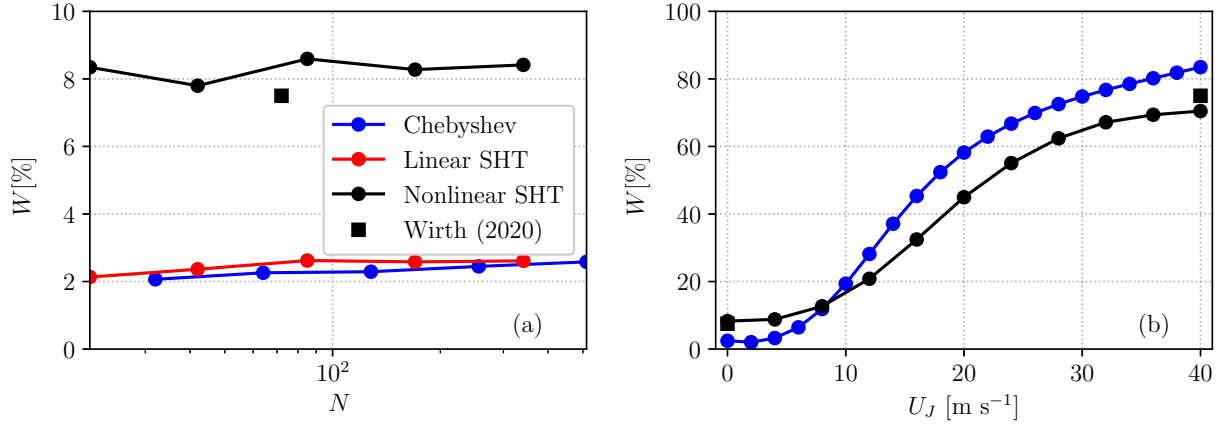 10
8
6
4
2
0
W[%]
Chebyshev
Linear SHT
Nonlinear SHT
Wirth (2020)
(a)
10²
N
100
80
60
40
20
0
W[%]
(b)
0 10 20 30 40
U_J [m s⁻¹]